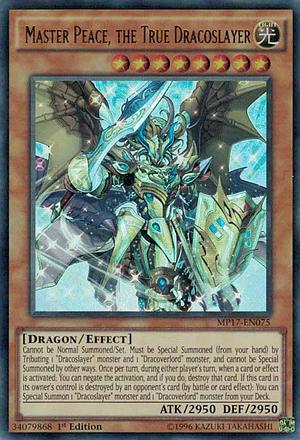 MASTER PEACE, THE TRUE DRACOSLAYER
LIGHT
光
MP17-EN075
[DRAGON/EFFECT]
Cannot be Normal Summoned/Set. Must be Special Summoned (from your hand) by
Tributing 1 "Dracoslayer" monster and 1 "Dracoverlord" monster, and cannot be Special
Summoned by other ways. Once per turn, during either player's turn, when a card or effect is
activated: You can negate the activation, and if you do, destroy that card. If this card in
its owner's control is destroyed by an opponent's card (by battle or card effect): You can
Special Summon 1 "Dracoslayer" monster and 1 "Dracoverlord" monster from your Deck.
ATK/2950 DEF/2950
34079868 1st Edition ©1996 KAZUKI TAKAHASHI